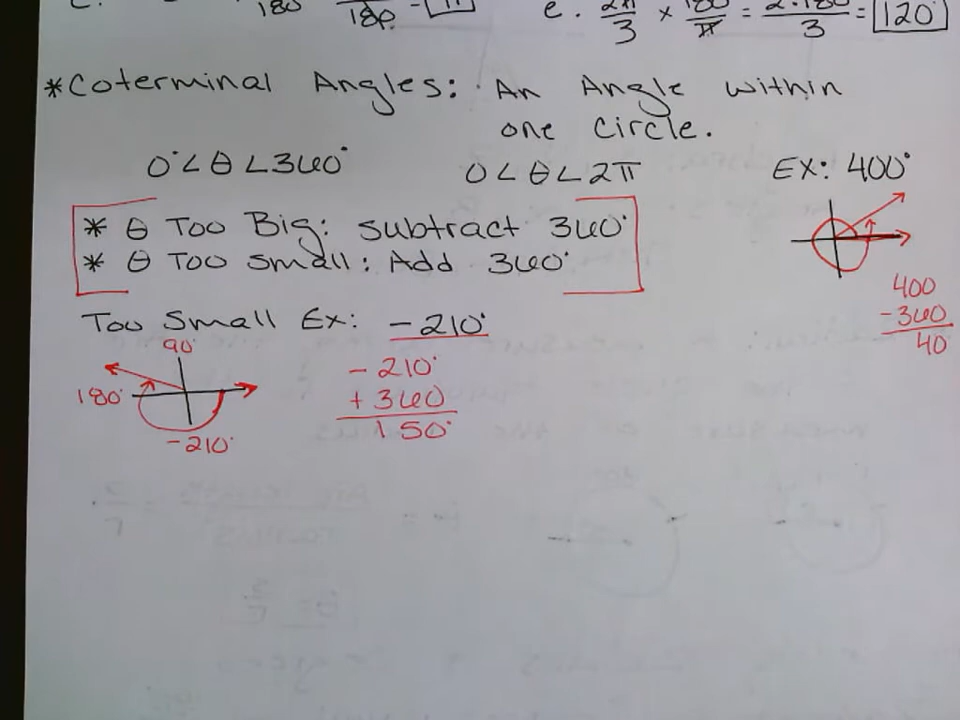 180
180
e. 2π/3 × 180/π = 2·180/3 = 120°
*Coterminal Angles: An Angle within
one circle.
0° < θ < 360° 0 < θ < 2π Ex: 400°
* θ Too Big: subtract 360°
* θ Too small: Add 360°
400
-360
40
Too Small Ex: -210°
90°
180°
-210°
-210°
+ 360
150°